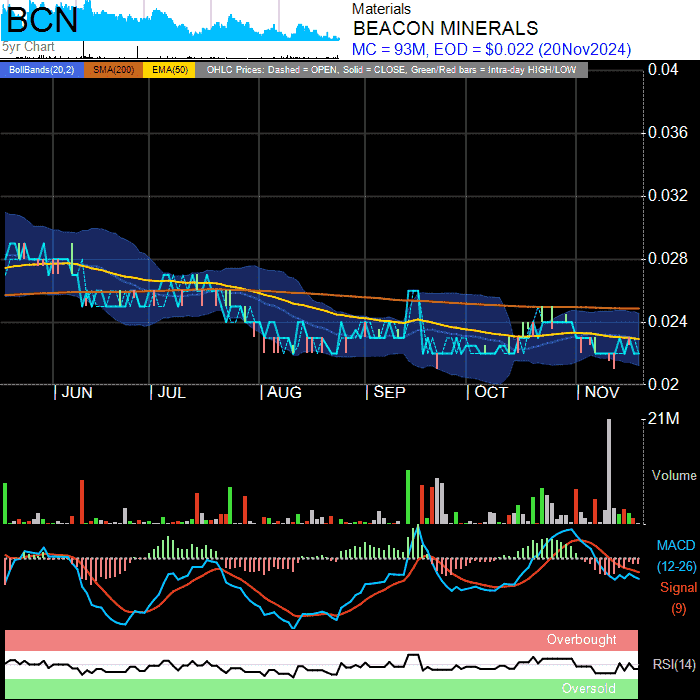 BCN
5yr Chart
Materials
BEACON MINERALS
MC = 93M, EOD = $0.022 (20Nov2024)
BollBands(20,2) SMA(200) EMA(50) OHLC Prices: Dashed = OPEN, Solid = CLOSE, Green/Red bars = Intra-day HIGH/LOW
0.04
0.036
0.032
0.028
0.024
0.02
JUN JUL AUG SEP OCT NOV
21M
Volume
MACD
(12-26)
Signal
(9)
Overbought
RSI(14)
Oversold